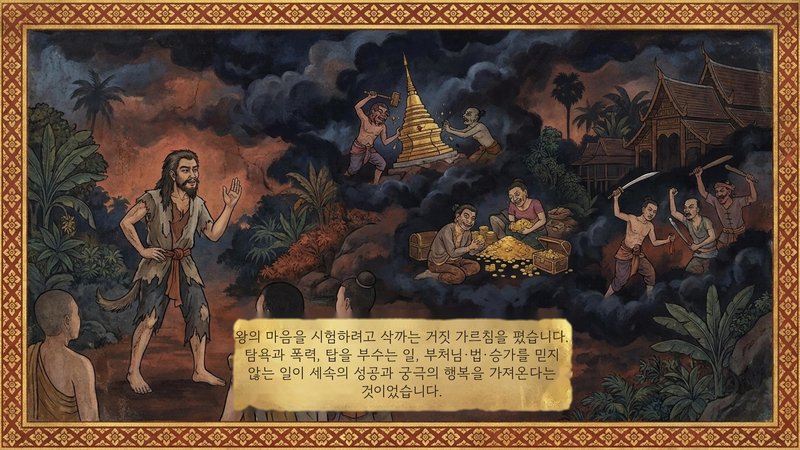 왕의 마음을 시험하려고 삭까는 거짓 가르침을 폈습니다.
탐욕과 폭력, 탑을 부수는 일, 부처님·법·승가를 믿지
않는 일이 세속의 성공과 궁극의 행복을 가져온다는
것이었습니다.